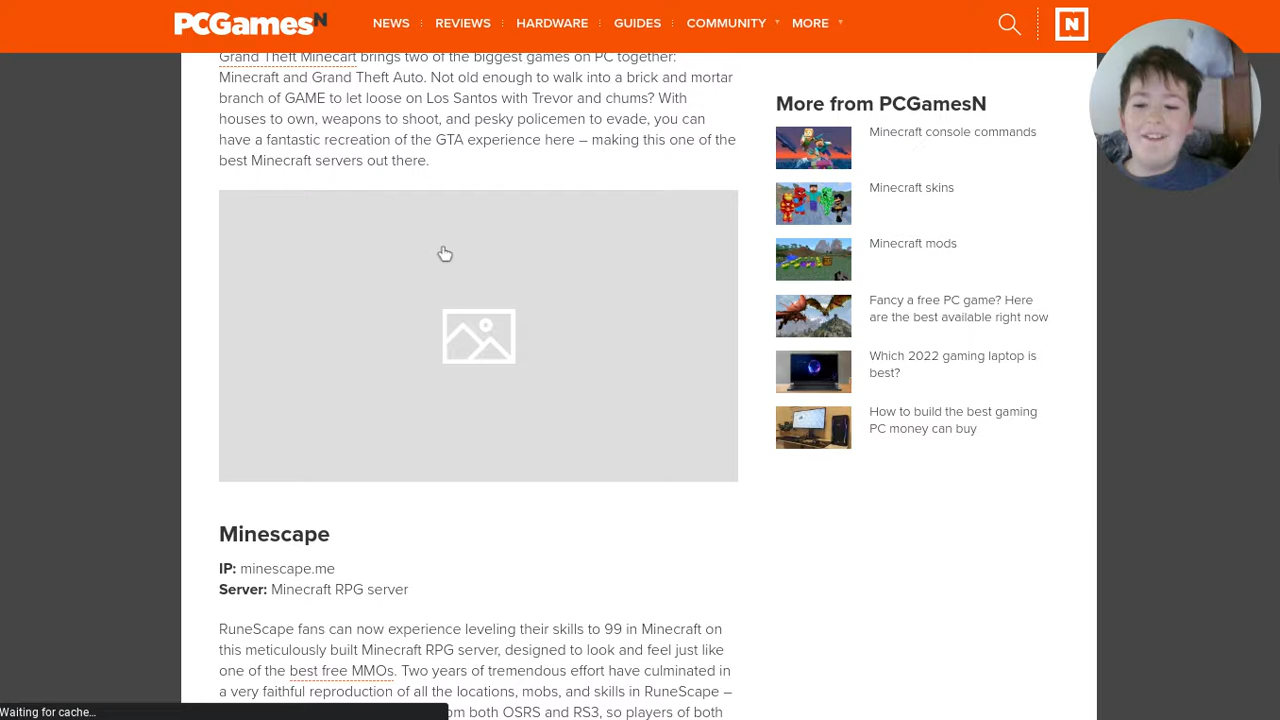 PCGamesN
NEWS
REVIEWS
HARDWARE
GUIDES
COMMUNITY
MORE
N
Grand Theft Minecart brings two of the biggest games on PC together:
Minecraft and Grand Theft Auto. Not old enough to walk into a brick and mortar
branch of GAME to let loose on Los Santos with Trevor and chums? With
houses to own, weapons to shoot, and pesky policemen to evade, you can
have a fantastic recreation of the GTA experience here – making this one of the
best Minecraft servers out there.
Minescape
IP: minescape.me
Server: Minecraft RPG server
RuneScape fans can now experience leveling their skills to 99 in Minecraft on
this meticulously built Minecraft RPG server, designed to look and feel just like
one of the best free MMOs. Two years of tremendous effort have culminated in
a very faithful reproduction of all the locations, mobs, and skills in RuneScape –
om both OSRS and RS3, so players of both
More from PCGamesN
Minecraft console commands
Minecraft skins
Minecraft mods
Fancy a free PC game? Here
are the best available right now
Which 2022 gaming laptop is
best?
How to build the best gaming
PC money can buy
Waiting for cache...